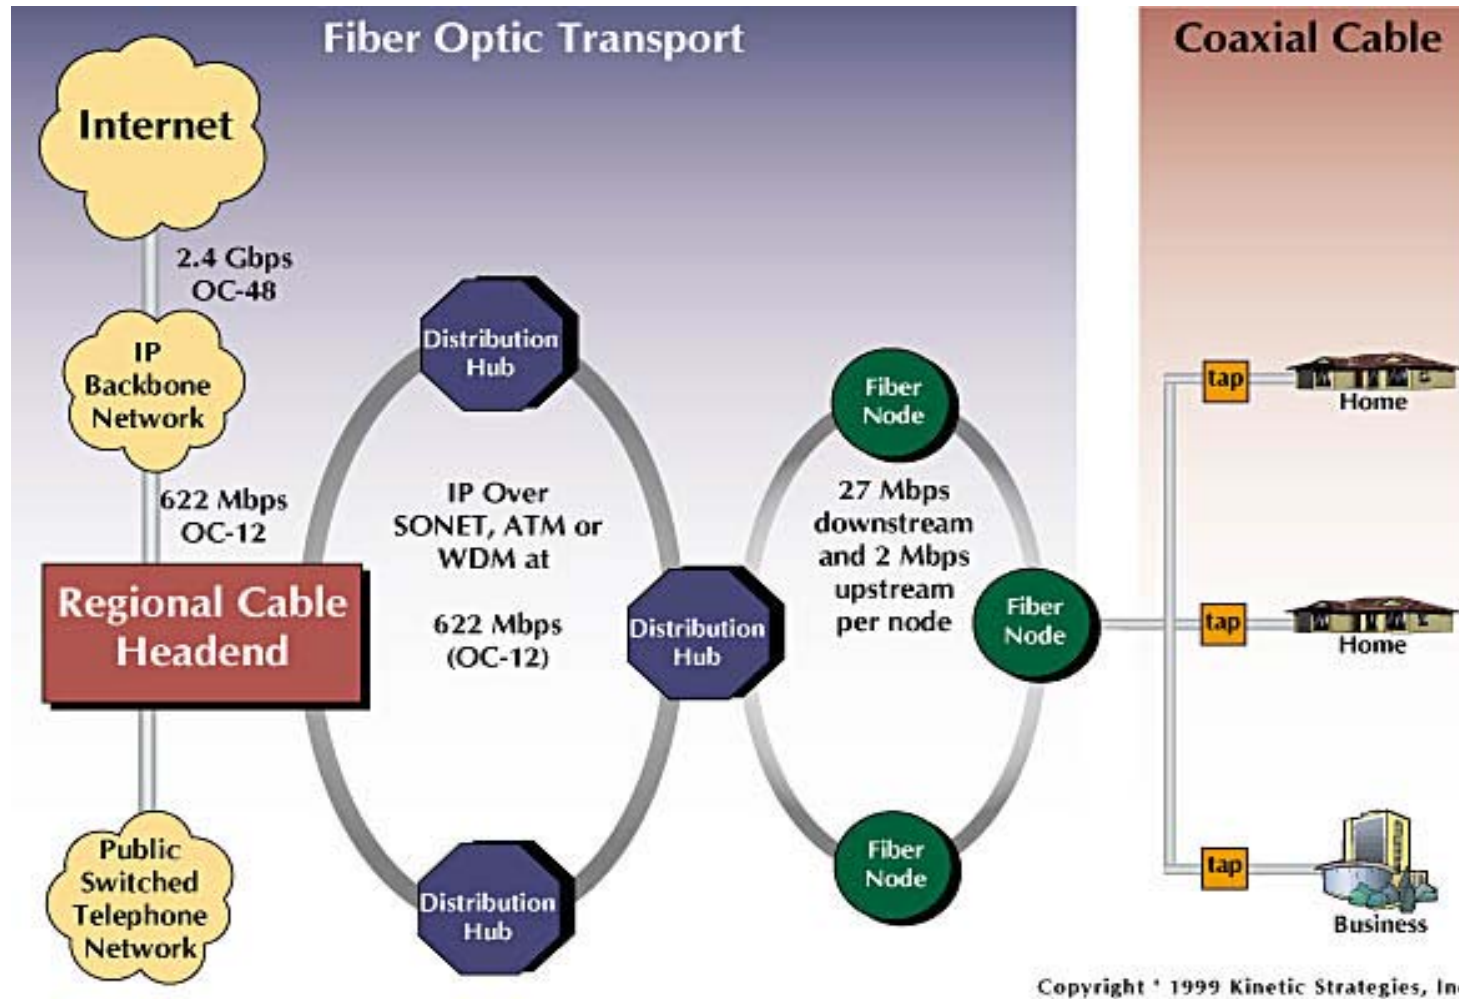 Fiber Optic Transport
Coaxial Cable
Internet
2.4 Gbps
OC-48
IP
Backbone
Network
622 Mbps
OC-12
Regional Cable
Headend
Public
Switched
Telephone
Network
Distribution
Hub
IP Over
SONET, ATM or
WDM at
622 Mbps
(OC-12)
Distribution
Hub
Distribution
Hub
Fiber
Node
27 Mbps
downstream
and 2 Mbps
upstream
per node
Fiber
Node
Fiber
Node
tap
Home
tap
Home
tap
Business
Copyright * 1999 Kinetic Strategies,